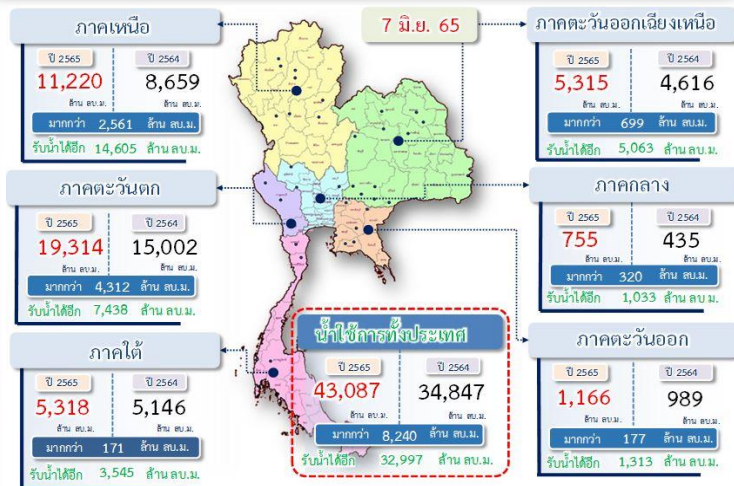 ภาคเหนือ
ปี 2565 ปี 2564
11,220 8,659
ล้าน ลบ.ม. ล้าน ลบ.ม.
มากกว่า 2,561 ล้าน ลบ.ม.
รับน้ำได้อีก 14,605 ล้าน ลบ.ม.
7 มิ.ย. 65
ภาคตะวันออกเฉียงเหนือ
ปี 2565 ปี 2564
5,315 4,616
ล้าน ลบ.ม. ล้าน ลบ.ม.
มากกว่า 699 ล้าน ลบ.ม.
รับน้ำได้อีก 5,063 ล้าน ลบ.ม.
ภาคตะวันตก
ปี 2565 ปี 2564
19,314 15,002
ล้าน ลบ.ม. ล้าน ลบ.ม.
มากกว่า 4,312 ล้าน ลบ.ม.
รับน้ำได้อีก 7,438 ล้าน ลบ.ม.
ภาคกลาง
ปี 2565 ปี 2564
755 435
ล้าน ลบ.ม. ล้าน ลบ.ม.
มากกว่า 320 ล้าน ลบ.ม.
รับน้ำได้อีก 1,033 ล้าน ลบ.ม.
ภาคใต้
ปี 2565 ปี 2564
5,318 5,146
ล้าน ลบ.ม. ล้าน ลบ.ม.
มากกว่า 171 ล้าน ลบ.ม.
รับน้ำได้อีก 3,545 ล้าน ลบ.ม.
น้ำใช้การทั้งประเทศ
ปี 2565 ปี 2564
43,087 34,847
ล้าน ลบ.ม. ล้าน ลบ.ม.
มากกว่า 8,240 ล้าน ลบ.ม.
รับน้ำได้อีก 32,997 ล้าน ลบ.ม.
ภาคตะวันออก
ปี 2565 ปี 2564
1,166 989
ล้าน ลบ.ม. ล้าน ลบ.ม.
มากกว่า 177 ล้าน ลบ.ม.
รับน้ำได้อีก 1,313 ล้าน ลบ.ม.